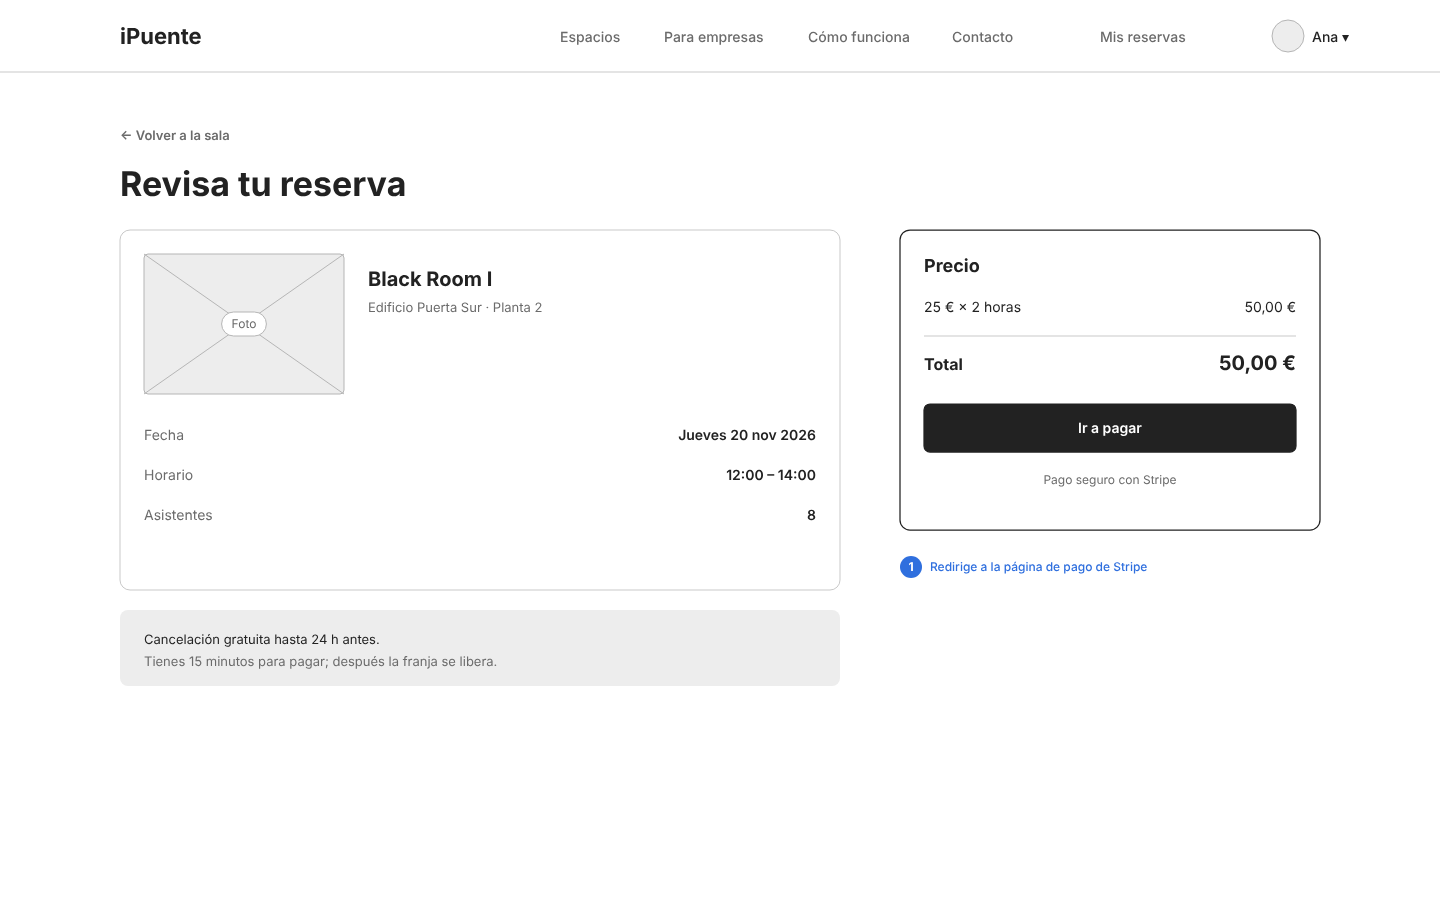 iPuente
Espacios
Para empresas
Cómo funciona
Contacto
Mis reservas
Ana ▾
← Volver a la sala
Revisa tu reserva
Foto
Black Room I
Edificio Puerta Sur · Planta 2
Fecha
Jueves 20 nov 2026
Horario
12:00 – 14:00
Asistentes
8
Cancelación gratuita hasta 24 h antes.
Tienes 15 minutos para pagar; después la franja se libera.
Precio
25 € × 2 horas
50,00 €
Total
50,00 €
Ir a pagar
Pago seguro con Stripe
1 Redirige a la página de pago de Stripe